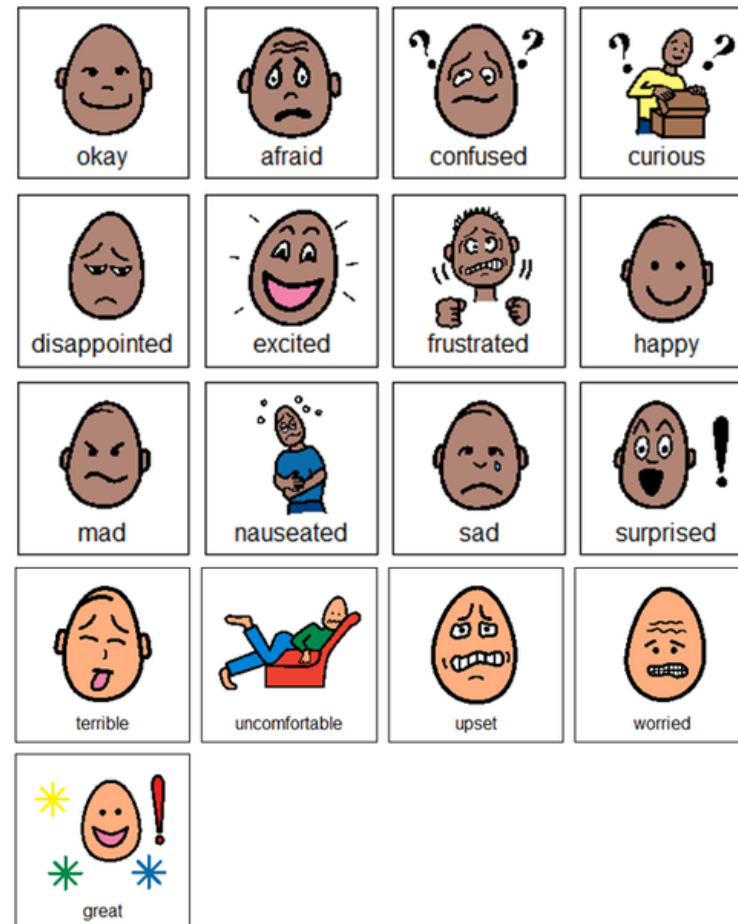 okay
afraid
confused
curious
disappointed
excited
frustrated
happy
mad
nauseated
sad
surprised
terrible
uncomfortable
upset
worried
great